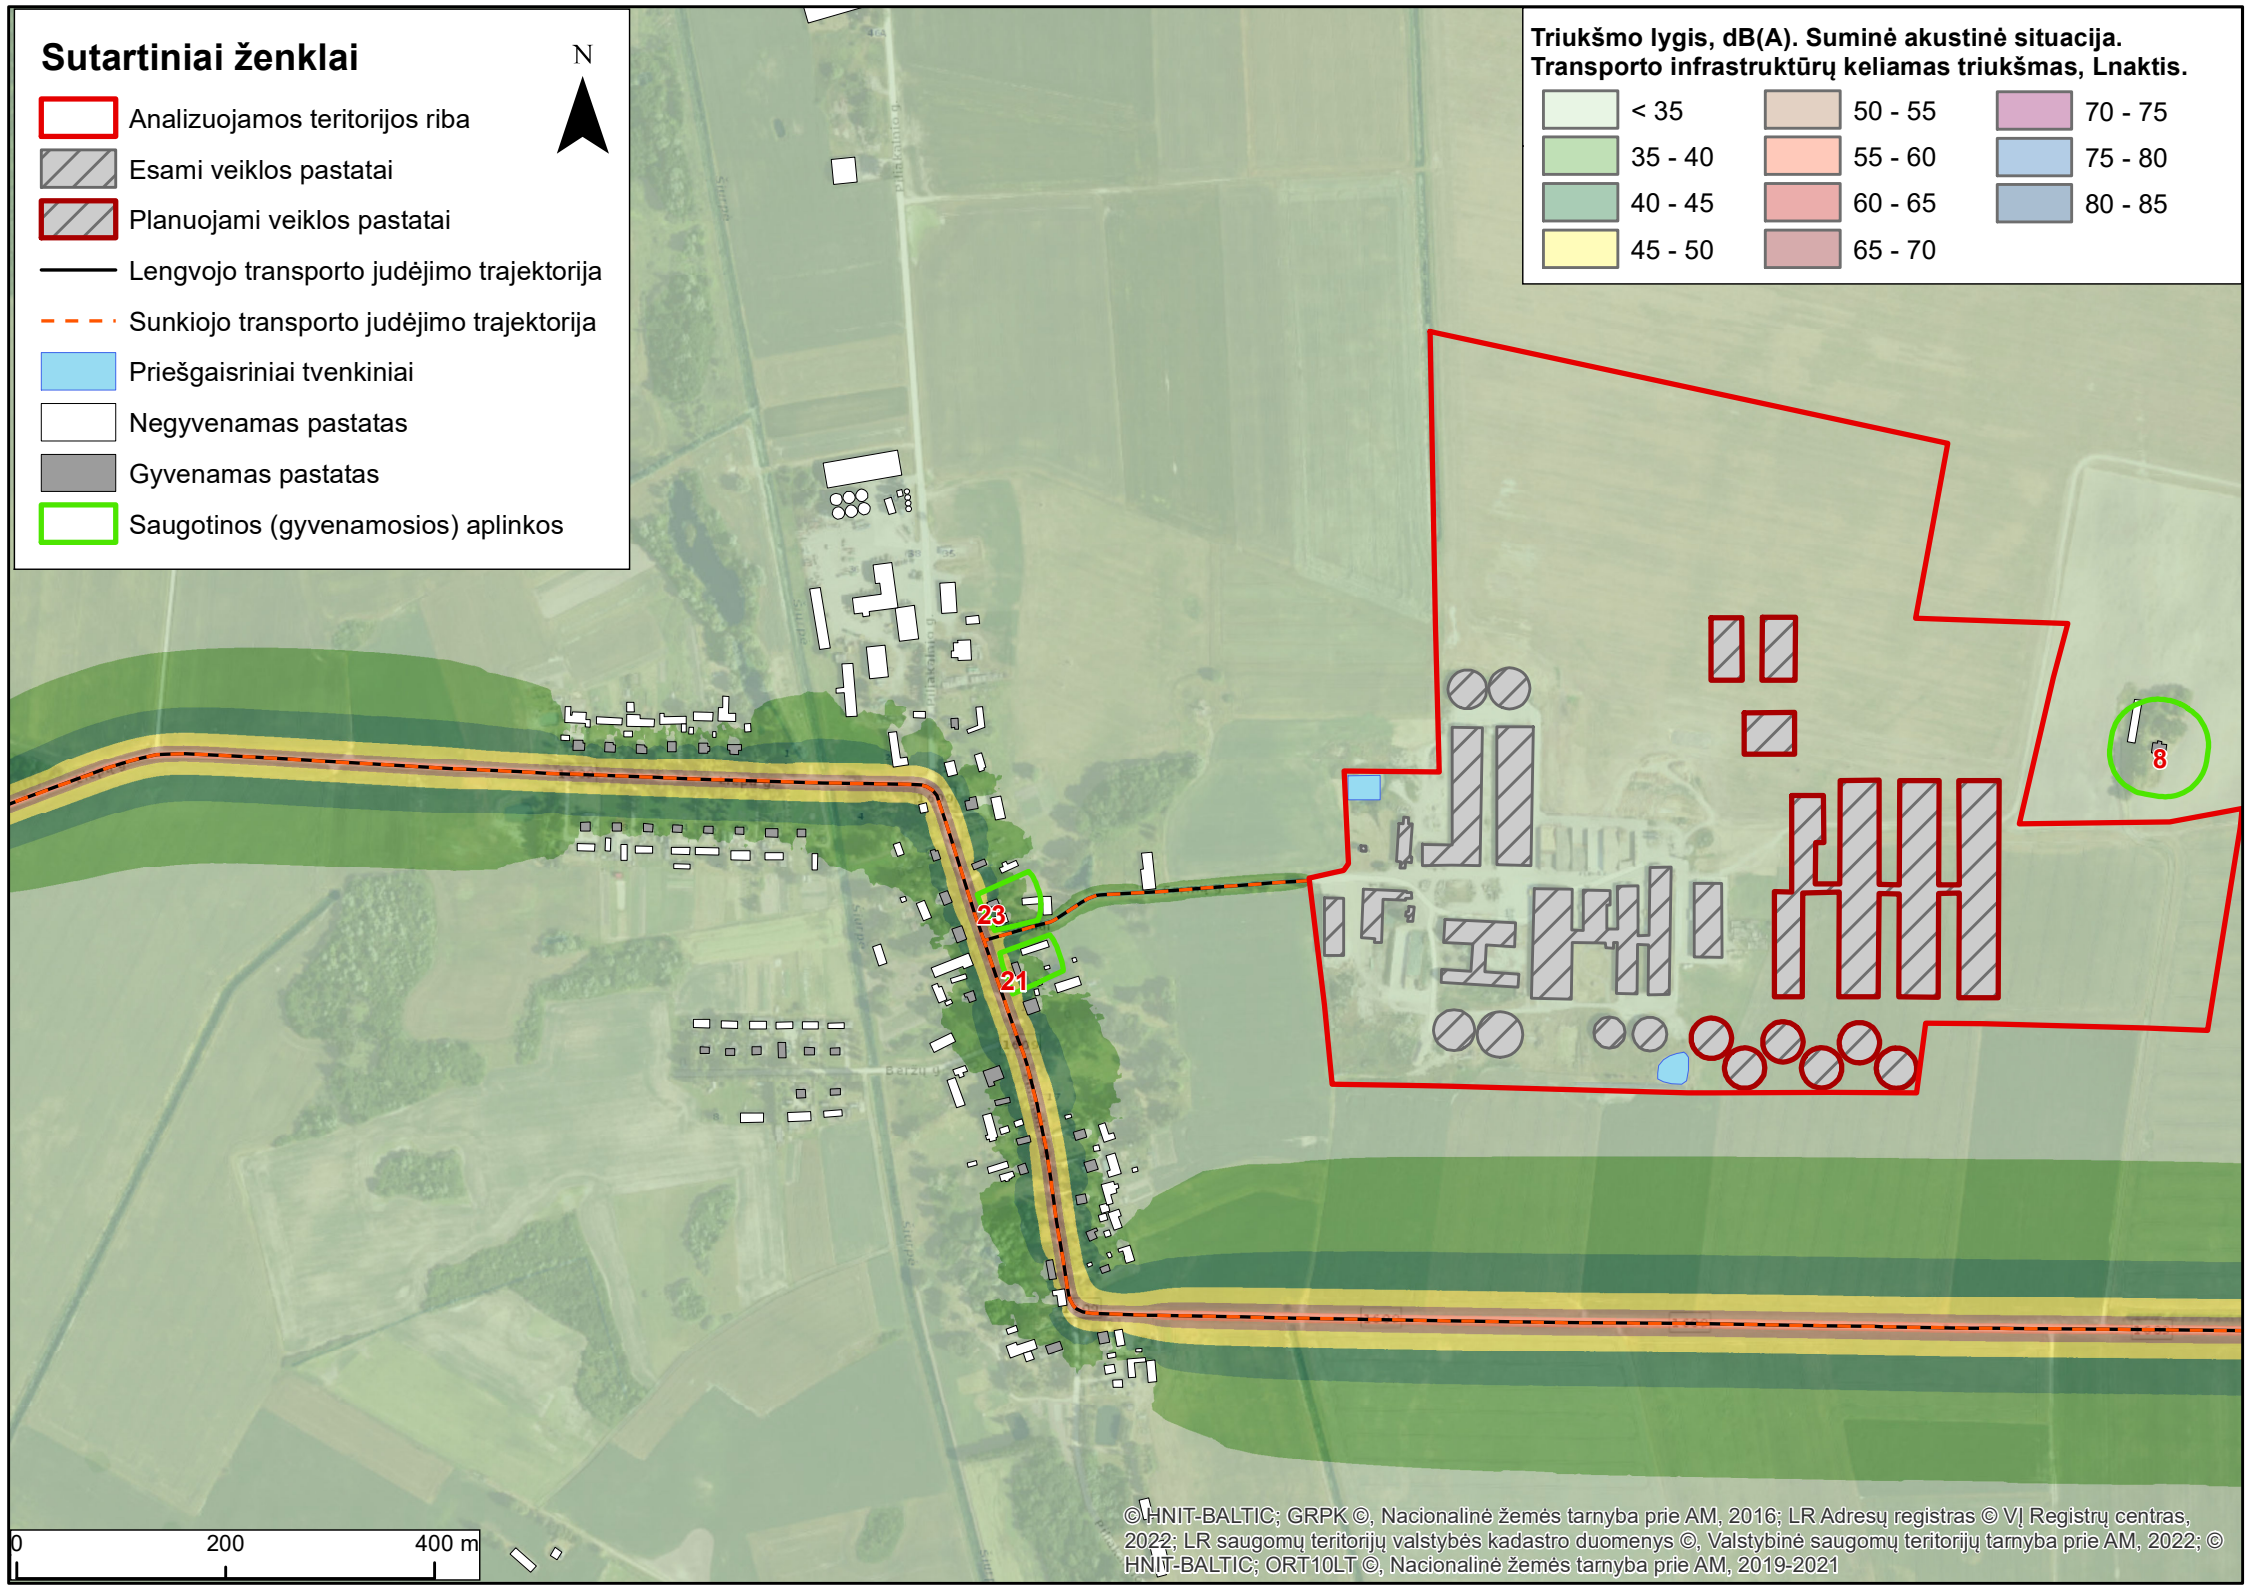 Sutartiniai ženklai
N
Analizuojamos teritorijos riba
Esami veiklos pastatai
Planuojami veiklos pastatai
Lengvojo transporto judėjimo trajektorija
Sunkiojo transporto judėjimo trajektorija
Priešgaisriniai tvenkiniai
Negyvenamas pastatas
Gyvenamas pastatas
Saugotinos (gyvenamosios) aplinkos
Triukšmo lygis, dB(A). Suminė akustinė situacija.
Transporto infrastruktūrų keliamas triukšmas, Lnaktis.
< 35
35 - 40
40 - 45
45 - 50
50 - 55
55 - 60
60 - 65
65 - 70
70 - 75
75 - 80
80 - 85
8
23
21
Barzų g.
0 200 400 m
© HNIT-BALTIC; GRPK ©, Nacionalinė žemės tarnyba prie AM, 2016; LR Adresų registras © VĮ Registrų centras,
2022; LR saugomų teritorijų valstybės kadastro duomenys ©, Valstybinė saugomų teritorijų tarnyba prie AM, 2022; ©
HNIT-BALTIC; ORT10LT ©, Nacionalinė žemės tarnyba prie AM, 2019-2021